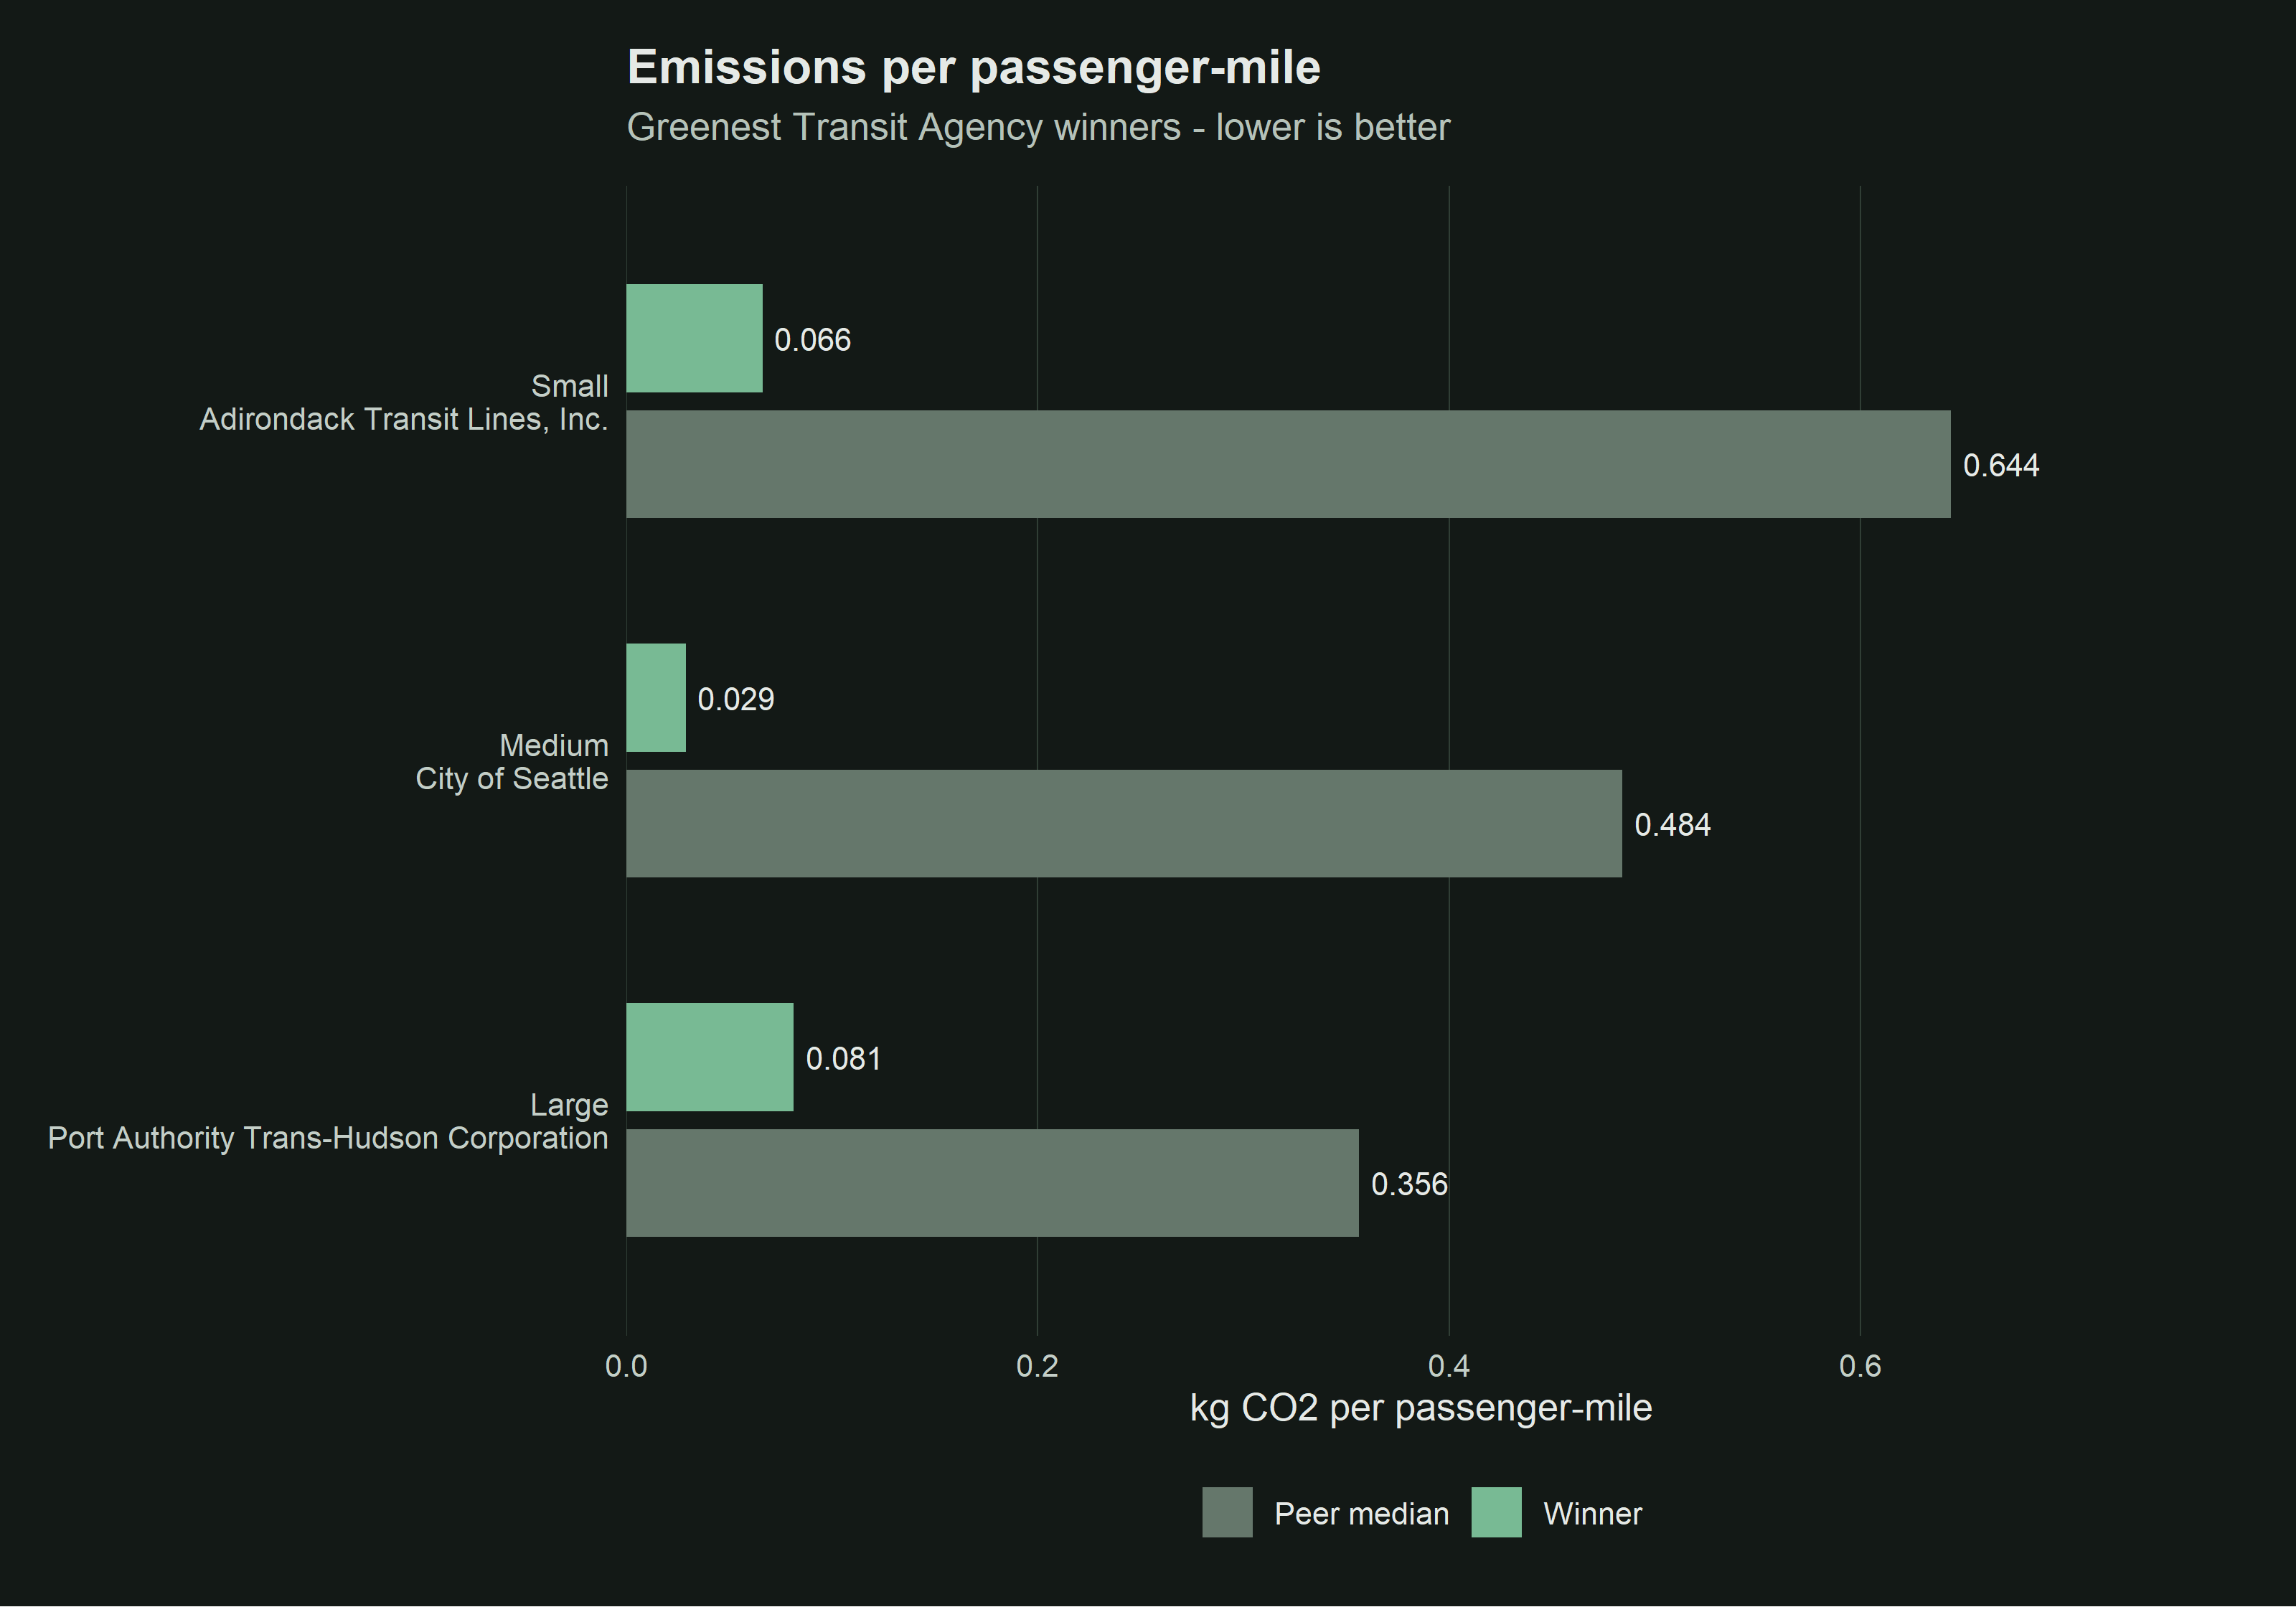 Emissions per passenger-mile
Greenest Transit Agency winners - lower is better
0.066
Small
Adirondack Transit Lines, Inc.
0.644
0.029
Medium
City of Seattle
0.484
0.081
Large
Port Authority Trans-Hudson Corporation
0.356
0.0 0.2 0.4 0.6
kg CO2 per passenger-mile
Peer median Winner